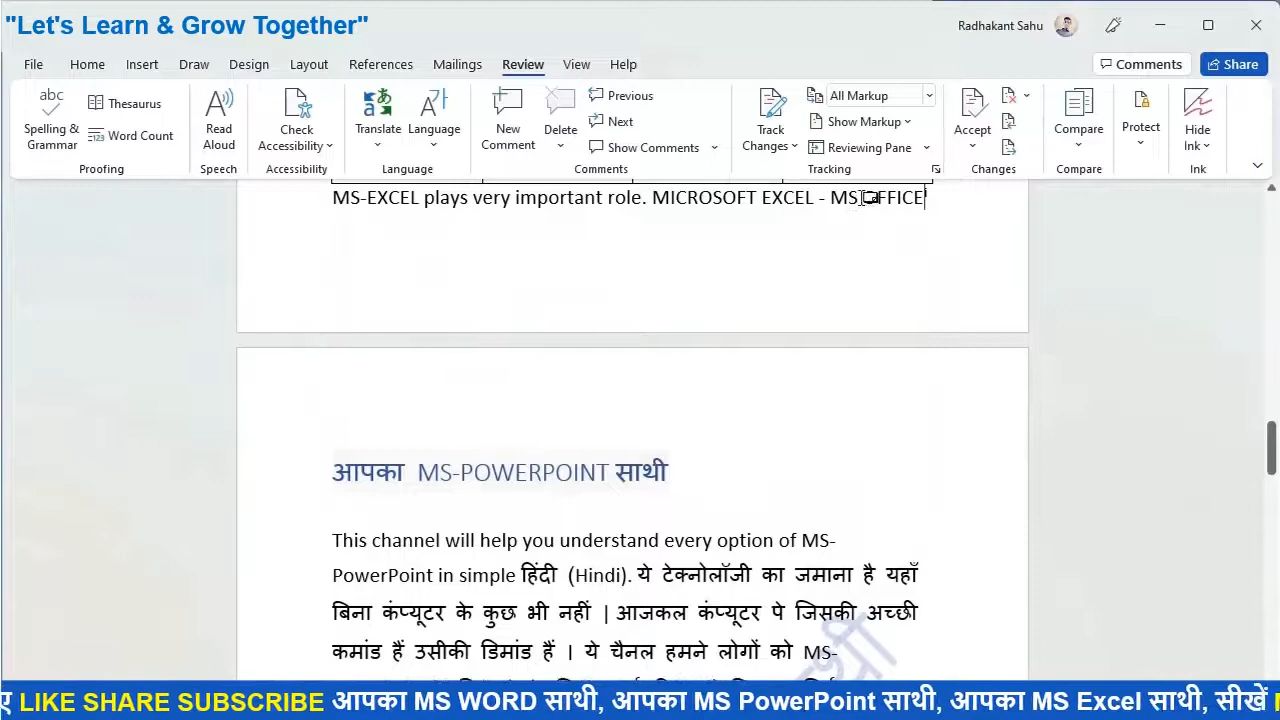 "Let's Learn & Grow Together"
Radhakant Sahu
File Home Insert Draw Design Layout References Mailings Review View Help
Comments Share
abc
Spelling & Grammar
Thesaurus
Word Count
Proofing
Read Aloud
Speech
Check Accessibility
Accessibility
Translate
Language
Language
New Comment
Delete
Previous
Next
Show Comments
Comments
Track Changes
All Markup
Show Markup
Reviewing Pane
Tracking
Accept
Changes
Compare
Compare
Protect
Hide Ink
Ink
MS-EXCEL plays very important role. MICROSOFT EXCEL - MS OFFICE
आपका MS-POWERPOINT साथी
This channel will help you understand every option of MS-
PowerPoint in simple हिंदी (Hindi). ये टेक्नोलॉजी का जमाना है यहाँ
बिना कंप्यूटर के कुछ भी नहीं | आजकल कंप्यूटर पे जिसकी अच्छी
कमांड हैं उसीकी डिमांड हैं । ये चैनल हमने लोगों को MS-
साथी
ए LIKE SHARE SUBSCRIBE आपका MS WORD साथी, आपका MS PowerPoint साथी, आपका MS Excel साथी, सीखें